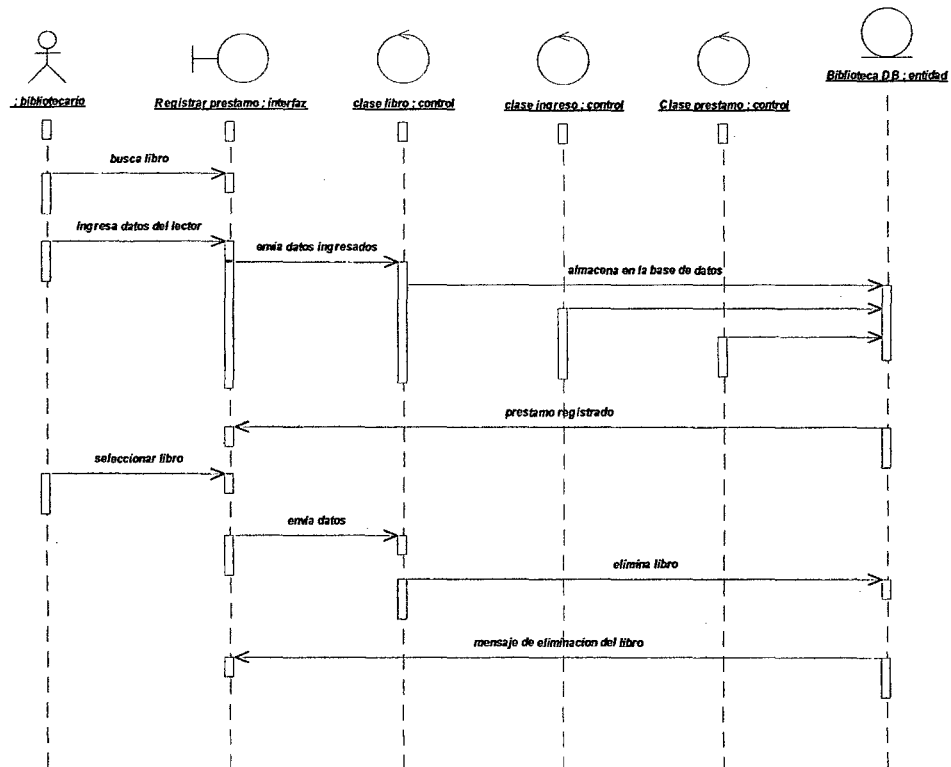 : bibliotecario
Registrar prestamo : interfaz
clase libro : control
clase ingreso : control
Clase prestamo : control
Biblioteca DB : entidad
busca libro
ingresa datos del lector
envia datos ingresados
almacena en la base de datos
prestamo registrado
seleccionar libro
envia datos
elimina libro
mensaje de eliminacion del libro